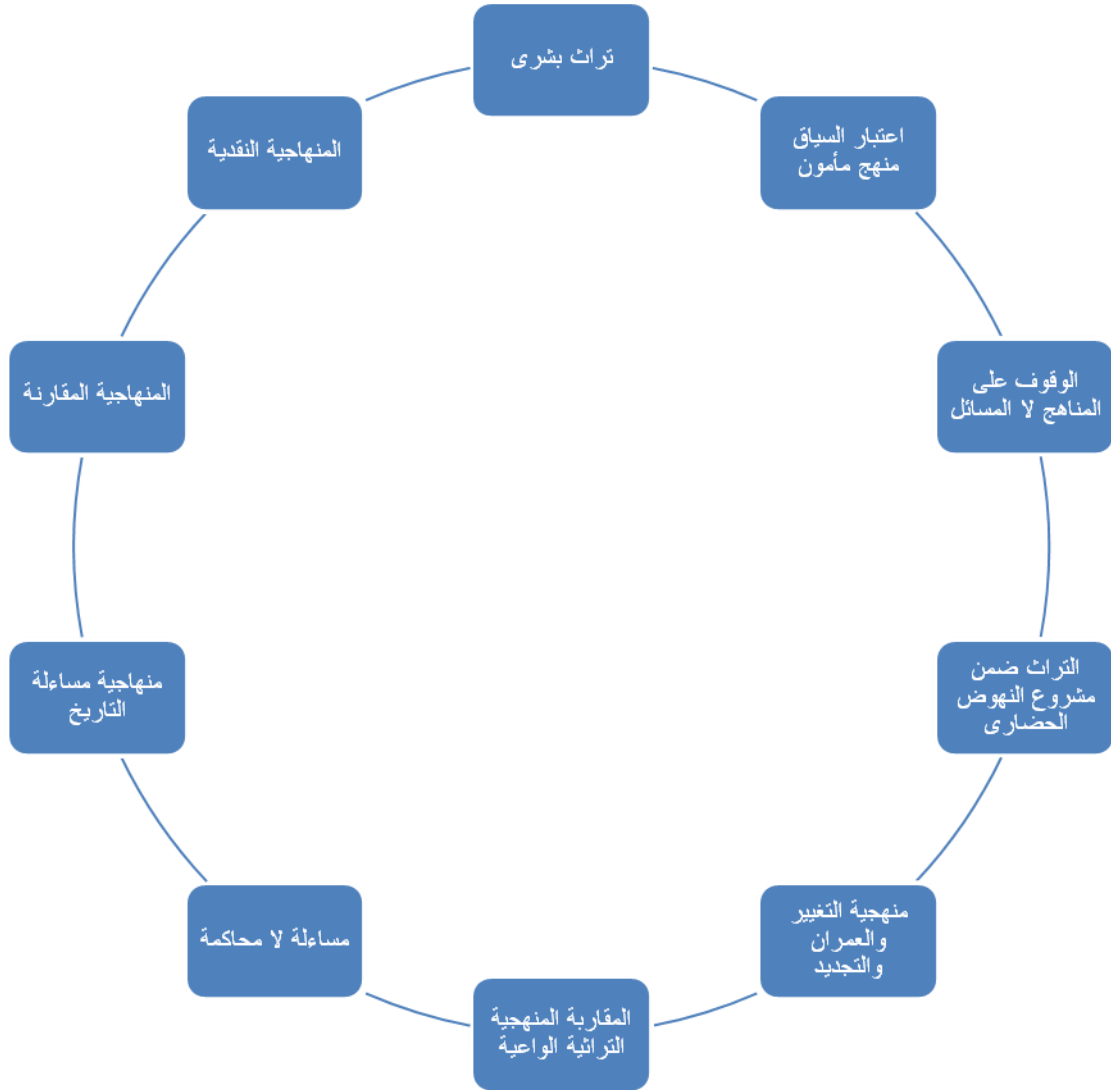 تراث بشرى
اعتبار السياق
منهج مأمون
الوقوف على
المناهج لا المسائل
التراث ضمن
مشروع النهوض
الحضارى
منهجية التغيير
والعمران
والتجديد
المقاربة المنهجية
التراثية الواعية
مساءلة لا محاكمة
منهاجية مساءلة
التاريخ
المنهاجية المقارنة
المنهاجية النقدية